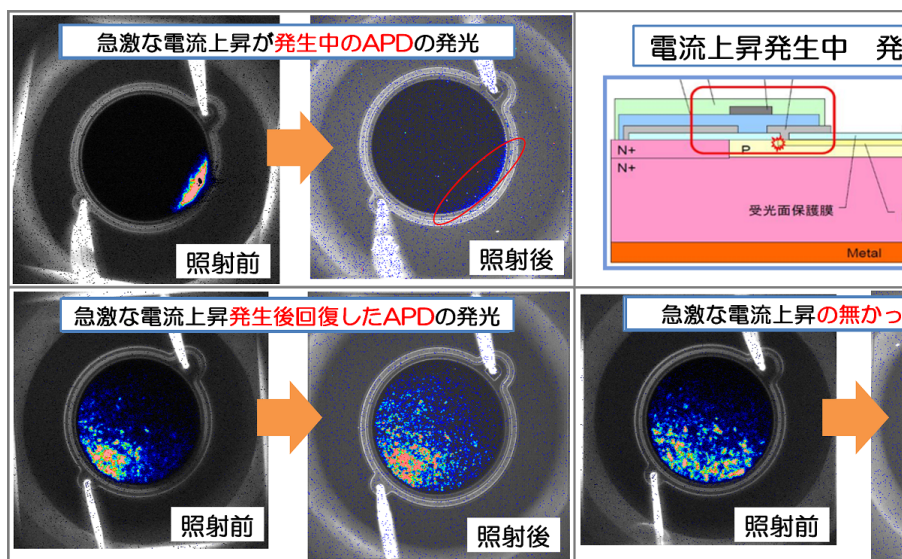 急激な電流上昇が発生中のAPDの発光
照射前
照射後
電流上昇発生中 発
N+
P
N+
受光面保護膜
Metal
急激な電流上昇発生後回復したAPDの発光
照射前
照射後
急激な電流上昇の無かっ
照射前